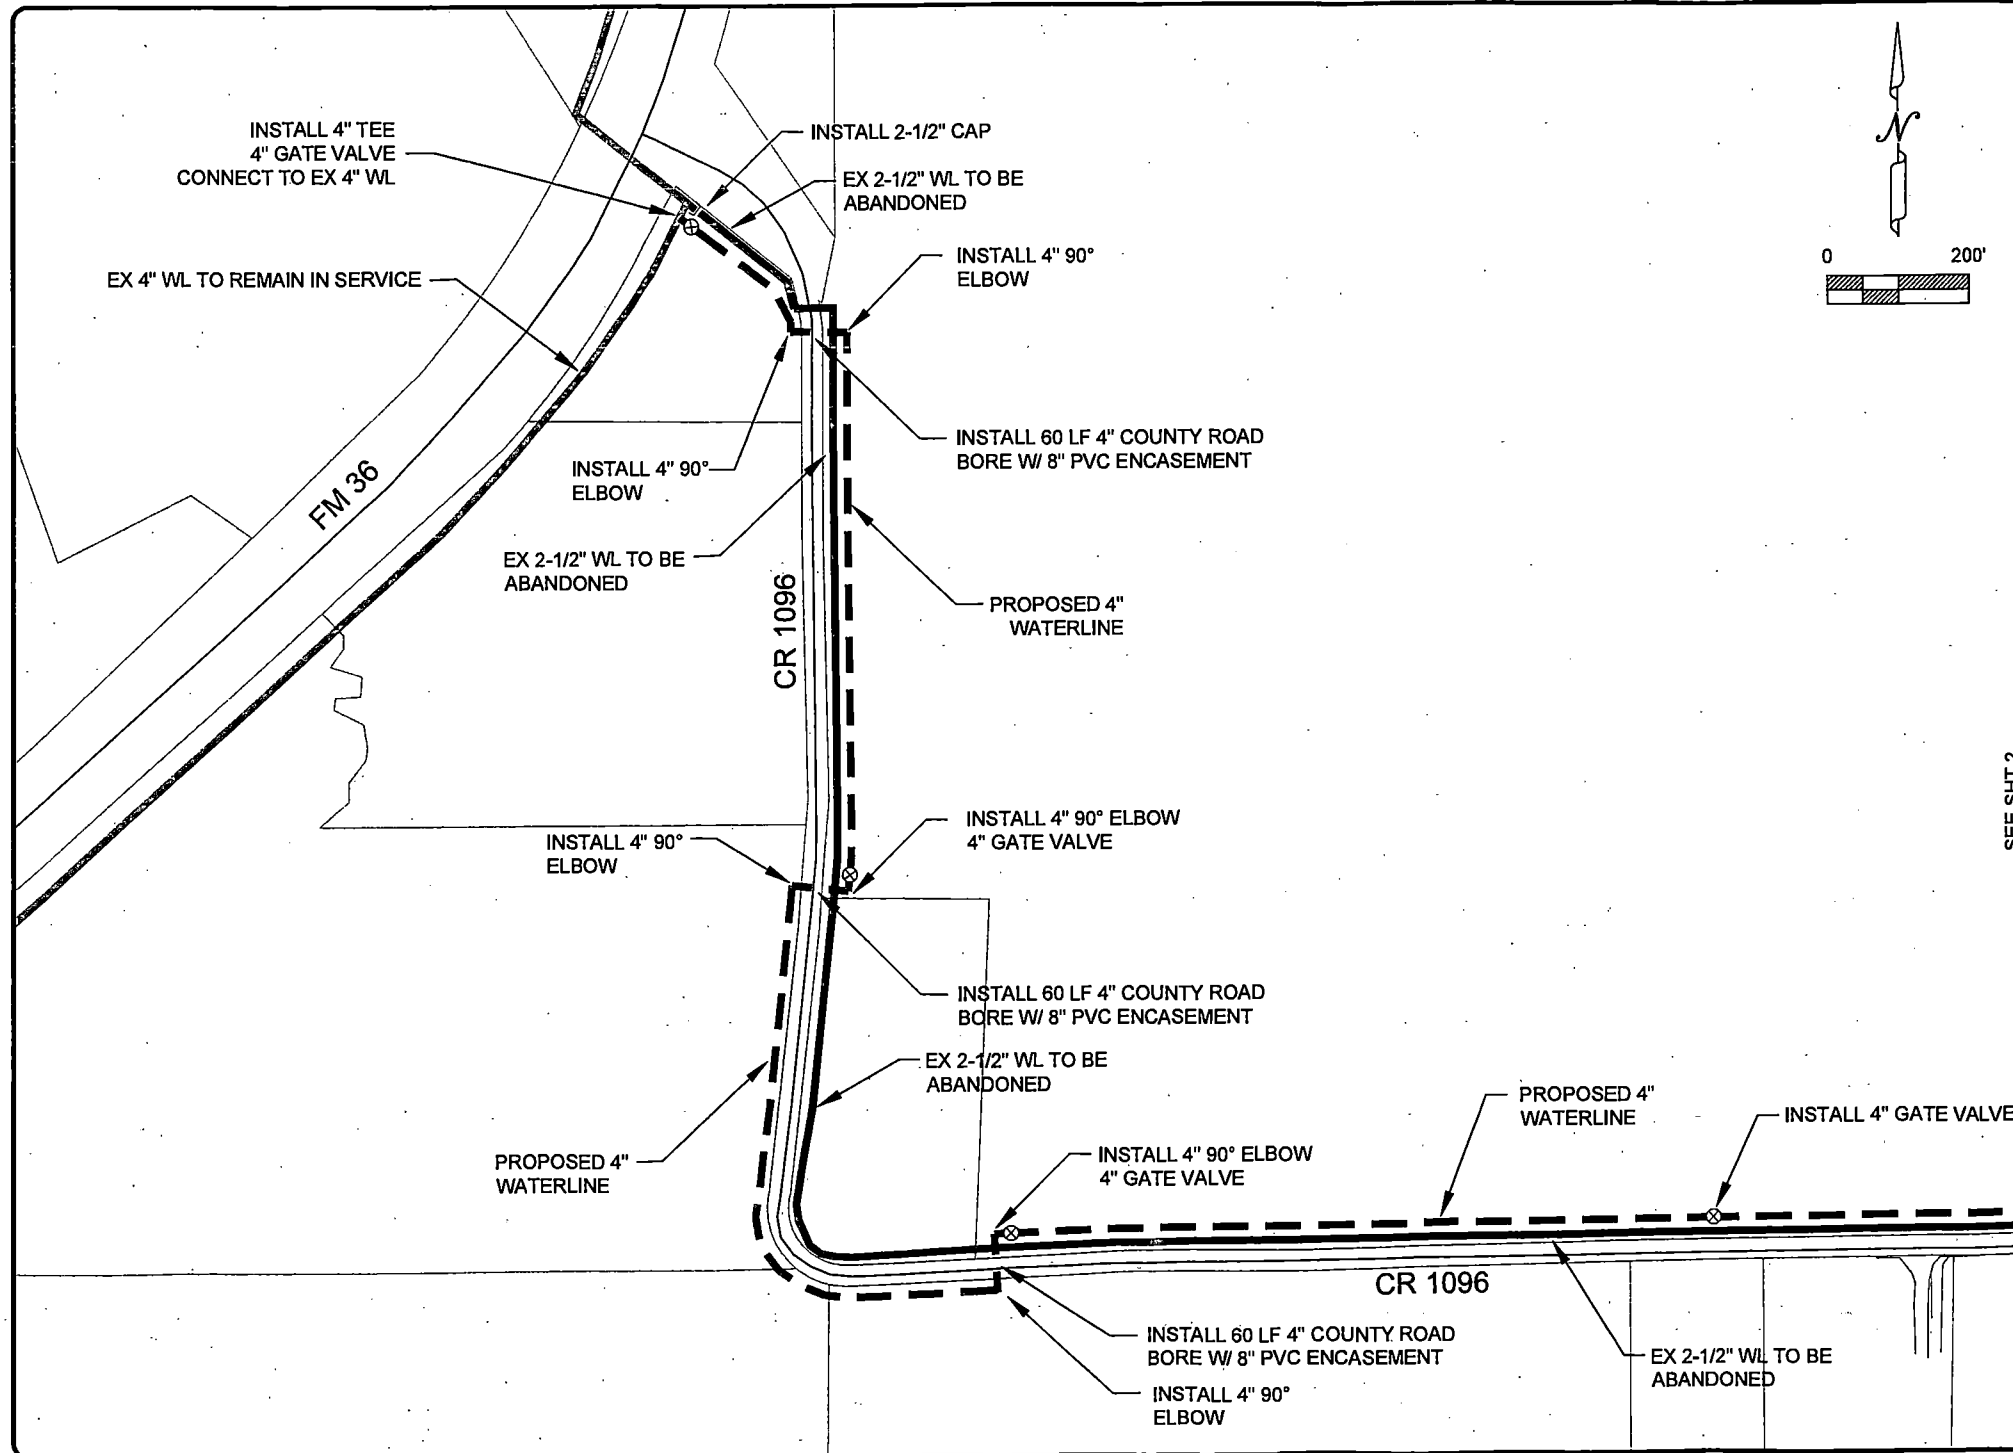 INSTALL 4" TEE
4" GATE VALVE
CONNECT TO EX 4" WL
INSTALL 2-1/2" CAP
EX 2-1/2" WL TO BE
ABANDONED
N
0 200'
INSTALL 4" 90°
ELBOW
EX 4" WL TO REMAIN IN SERVICE
INSTALL 60 LF 4" COUNTY ROAD
BORE W/ 8" PVC ENCASEMENT
INSTALL 4" 90°
ELBOW
FM 36
EX 2-1/2" WL TO BE
ABANDONED
CR 1096
PROPOSED 4"
WATERLINE
SEE SHT 2
INSTALL 4" 90° ELBOW
4" GATE VALVE
INSTALL 4" 90°
ELBOW
INSTALL 60 LF 4" COUNTY ROAD
BORE W/ 8" PVC ENCASEMENT
EX 2-1/2" WL TO BE
ABANDONED
PROPOSED 4"
WATERLINE
INSTALL 4" GATE VALVE
INSTALL 4" 90° ELBOW
4" GATE VALVE
PROPOSED 4"
WATERLINE
CR 1096
INSTALL 60 LF 4" COUNTY ROAD
BORE W/ 8" PVC ENCASEMENT
EX 2-1/2" WL TO BE
ABANDONED
INSTALL 4" 90°
ELBOW